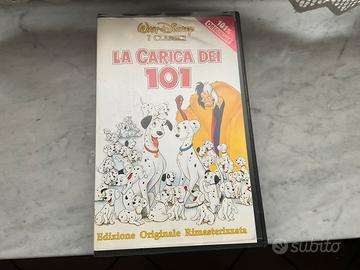 Walt Disney
I CLASSICI
LA CARICA DEI
101
Edizione Originale Rimasterizzata
subito